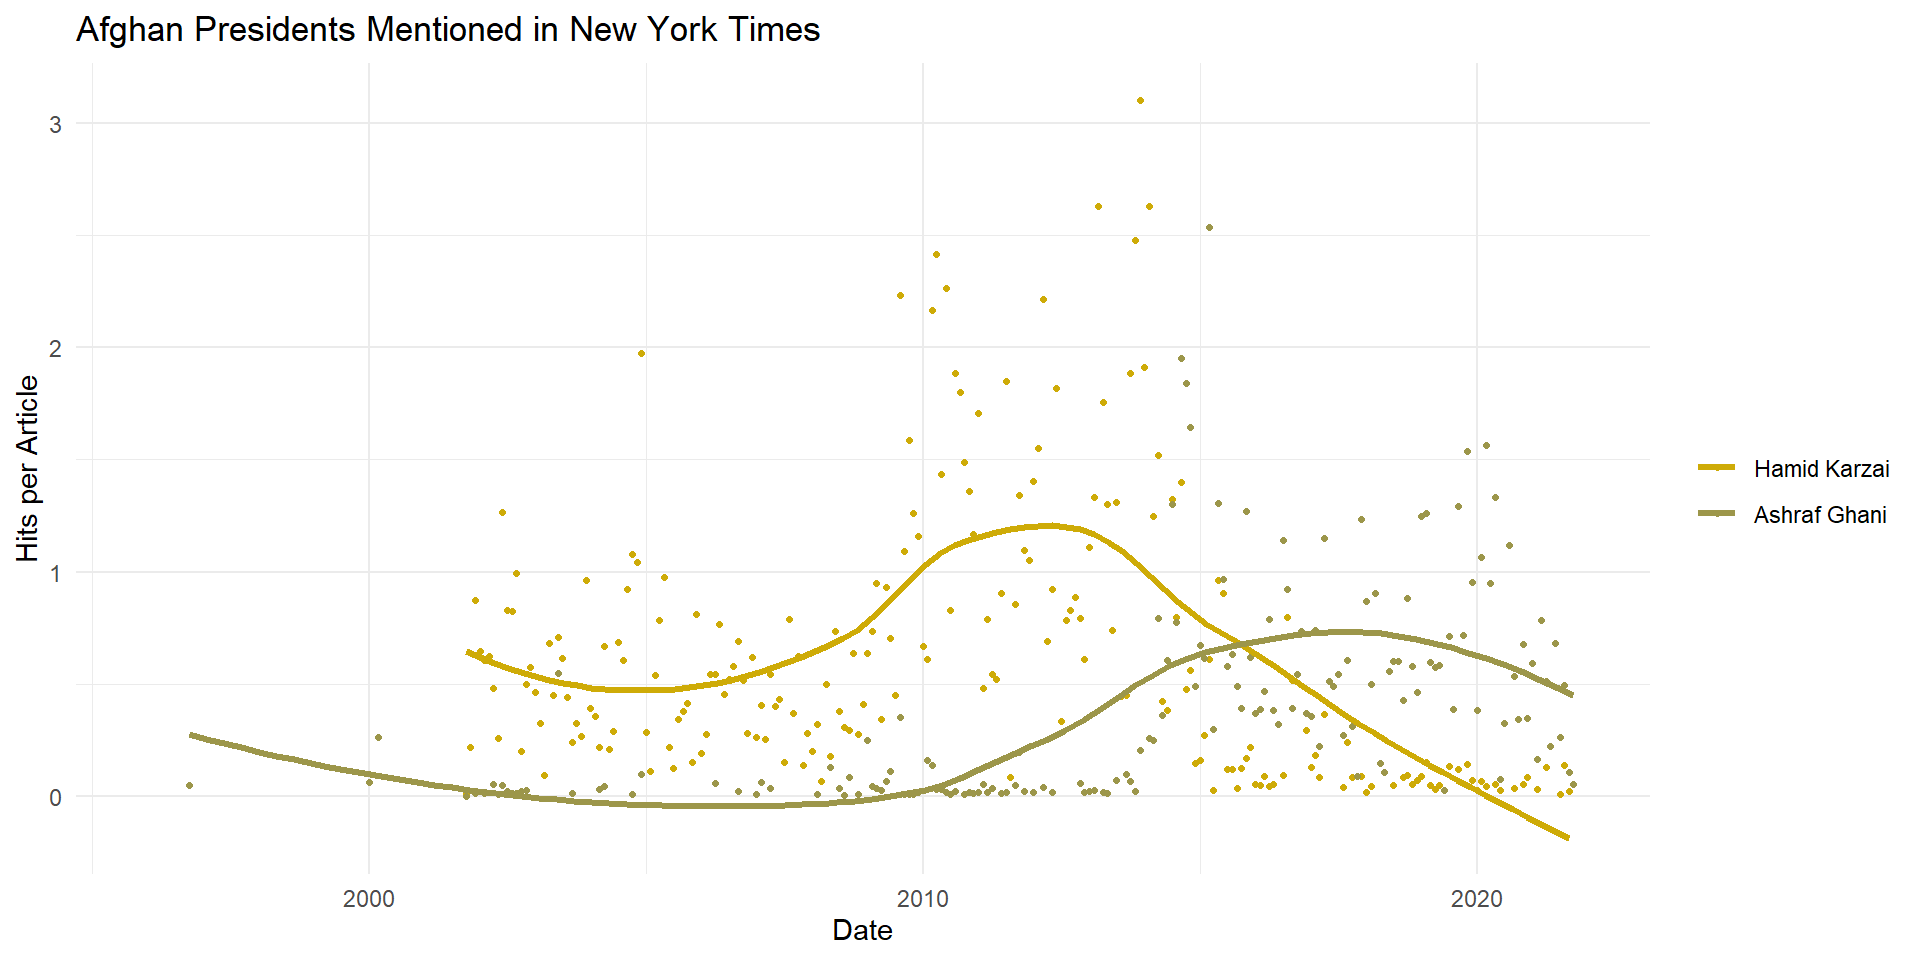 Afghan Presidents Mentioned in New York Times
Hits per Article
3
2
1
0
2000
2010
2020
Date
Hamid Karzai
Ashraf Ghani